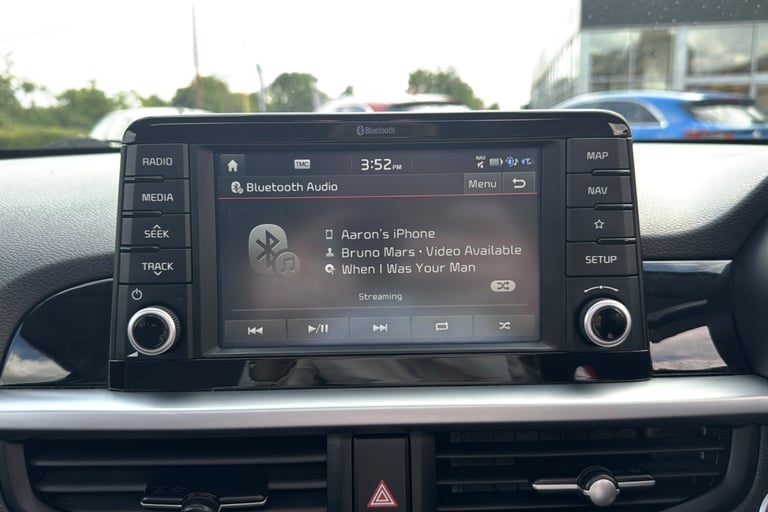 Bluetooth
RADIO
MEDIA
SEEK
TRACK
TMC
3:52PM
NAV
Bluetooth Audio
Menu
Aaron's iPhone
Bruno Mars • Video Available
When I Was Your Man
Streaming
MAP
NAV
SETUP